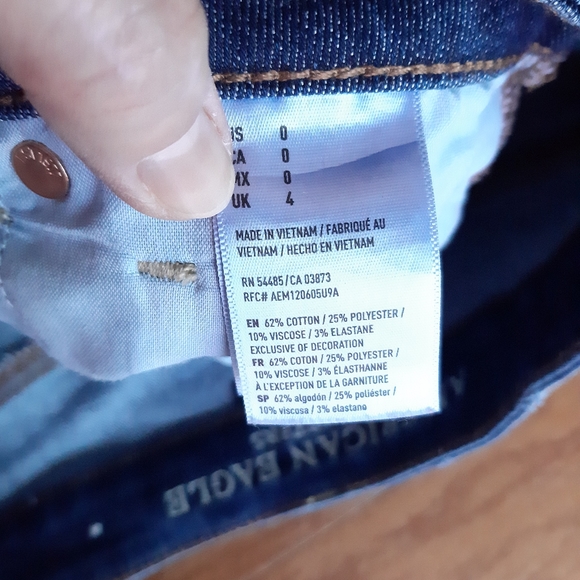 US 0
CA 0
MX 0
UK 4
MADE IN VIETNAM / FABRIQUÉ AU
VIETNAM / HECHO EN VIETNAM
RN 54485/CA 03873
RFC# AEM120605U9A
EN 62% COTTON / 25% POLYESTER /
10% VISCOSE / 3% ELASTANE
EXCLUSIVE OF DECORATION
FR 62% COTON / 25% POLYESTER /
10% VISCOSE / 3% ÉLASTHANNE
À L'EXCEPTION DE LA GARNITURE
SP 62% algodón / 25% poliéster /
10% viscosa / 3% elastano
AMERICAN EAGLE